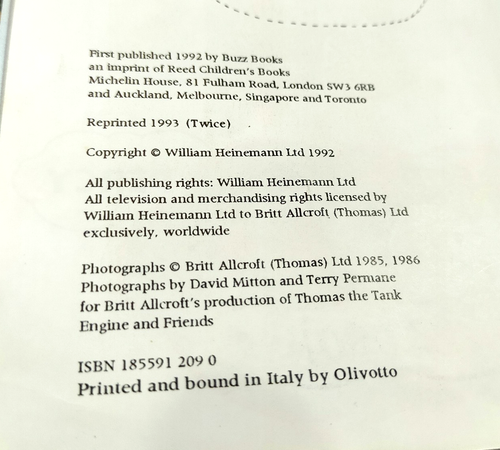 First published 1992 by Buzz Books
an imprint of Reed Children's Books
Michelin House, 81 Fulham Road, London SW3 6RB
and Auckland, Melbourne, Singapore and Toronto
Reprinted 1993 (Twice)
Copyright © William Heinemann Ltd 1992
All publishing rights: William Heinemann Ltd
All television and merchandising rights licensed by
William Heinemann Ltd to Britt Allcroft (Thomas) Ltd
exclusively, worldwide
Photographs © Britt Allcroft (Thomas) Ltd 1985, 1986
Photographs by David Mitton and Terry Permane
for Britt Allcroft's production of Thomas the Tank
Engine and Friends
ISBN 185591 209 0
Printed and bound in Italy by Olivotto